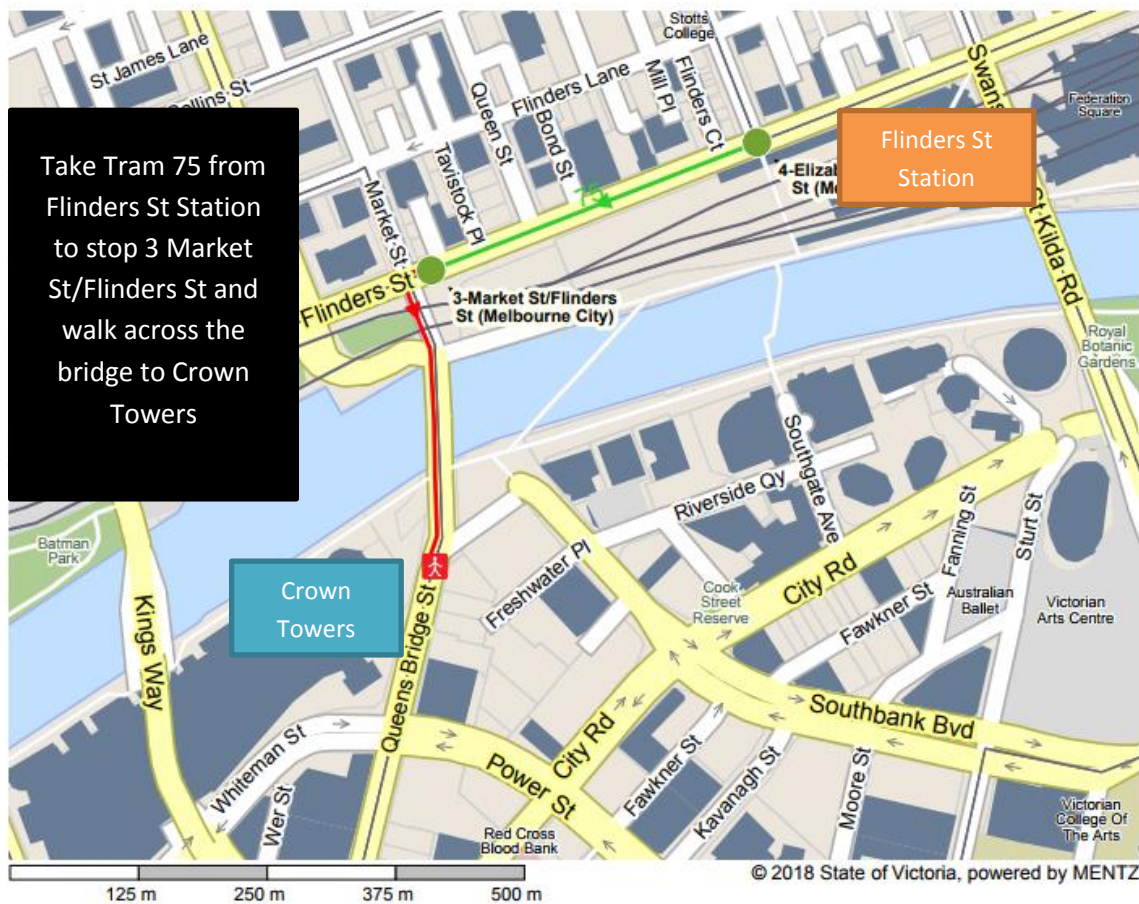 Stotts
College
St James Lane
Collins St
Flinders Lane
Queen St
Bond St
Mill Pl
Flinders Ct
Swans
Federation
Square
Take Tram 75 from
Flinders St Station
to stop 3 Market
St/Flinders St and
walk across the
bridge to Crown
Towers
Flinders St
Station
Market St
Tavistock Pl
75
4-Elizab
St (Me
St Kilda Rd
Flinders St
3-Market St/Flinders
St (Melbourne City)
Royal
Botanic
Gardens
Southgate Ave
Riverside Qy
Batman
Park
Kings Way
Crown
Towers
Queens Bridge St
Freshwater Pl
Cook
Street
Reserve
City Rd
Fawkner St
Fanning St
Sturt St
Australian
Ballet
Victorian
Arts Centre
Southbank Bvd
Whiteman St
Wer St
Power St
City Rd
Fawkner St
Kavanagh St
Moore St
Red Cross
Blood Bank
Victorian
College Of
The Arts
125 m 250 m 375 m 500 m
© 2018 State of Victoria, powered by MENTZ